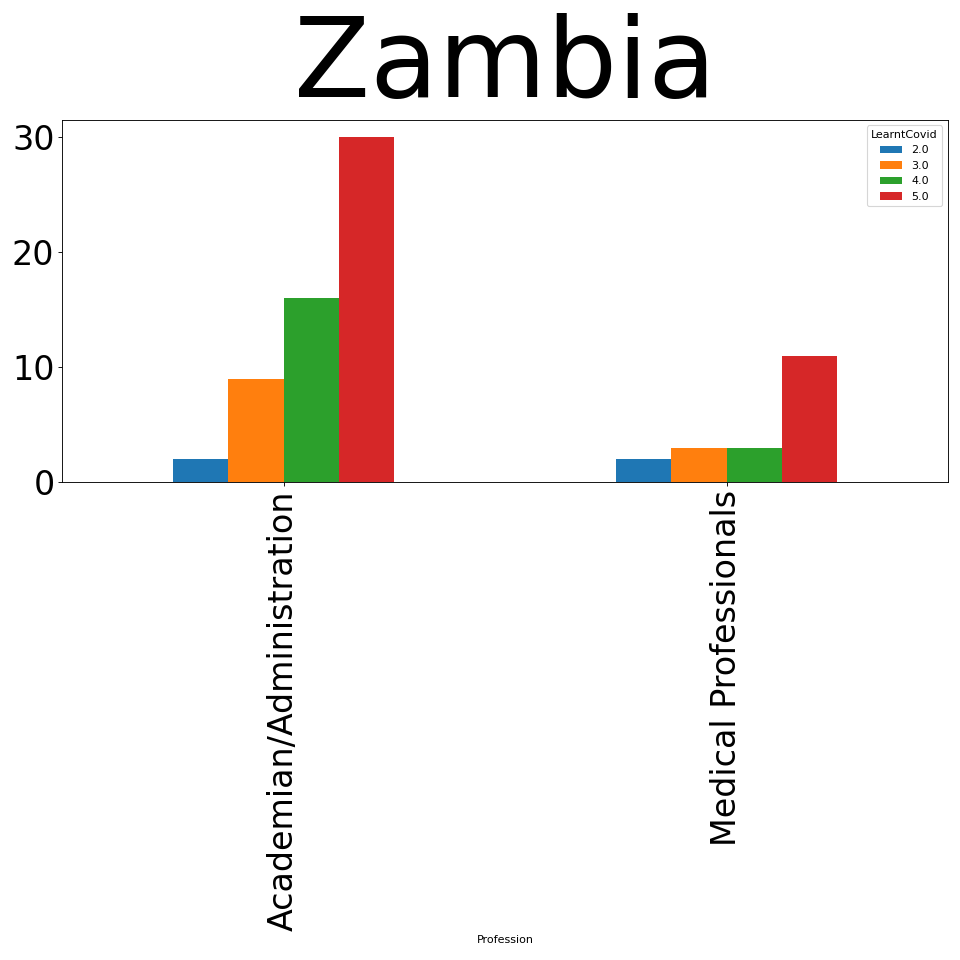 Zambia
30
20
10
0
LearntCovid
2.0
3.0
4.0
5.0
Academian/Administration
Medical Professionals
Profession